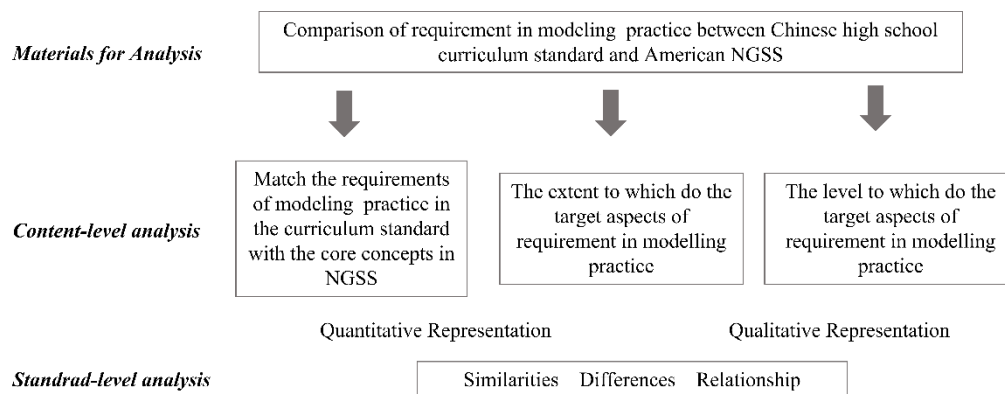 Materials for Analysis
Comparison of requirement in modeling practice between Chinese high school
curriculum standard and American NGSS
Content-level analysis
Match the requirements
of modeling practice in
the curriculum standard
with the core concepts in
NGSS
The extent to which do the
target aspects of
requirement in modelling
practice
The level to which do the
target aspects of
requirement in modelling
practice
Quantitative Representation
Qualitative Representation
Standrad-level analysis
Similarities Differences Relationship